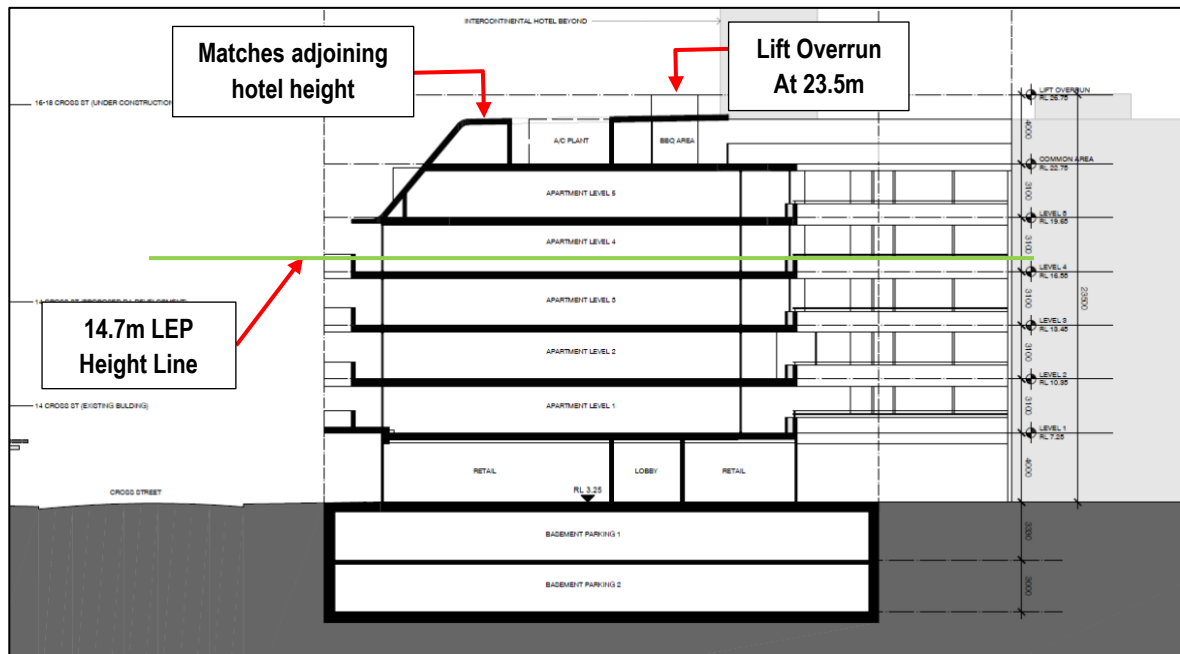 INTERCONTINENTAL HOTEL BEYOND
Matches adjoining
hotel height
Lift Overrun
At 23.5m
16-18 CROSS ST (UNDER CONSTRUCTION
LIFT OVERRUN
RL 26.75
4000
A/C PLANT
BBQ AREA
COMMON AREA
RL 22.75
3100
APARTMENT LEVEL 5
LEVEL 5
RL 19.65
3100
APARTMENT LEVEL 4
LEVEL 4
RL 16.55
3100
23500
APARTMENT LEVEL 3
14.7m LEP
Height Line
LEVEL 3
RL 13.45
3100
APARTMENT LEVEL 2
LEVEL 2
RL 10.35
3100
14 CROSS ST (EXISTING BUILDING)
APARTMENT LEVEL 1
LEVEL 1
RL 7.25
4000
RETAIL
LOBBY
RETAIL
CROSS STREET
RL 3.25
BASEMENT PARKING 1
BASEMENT PARKING 2
3000